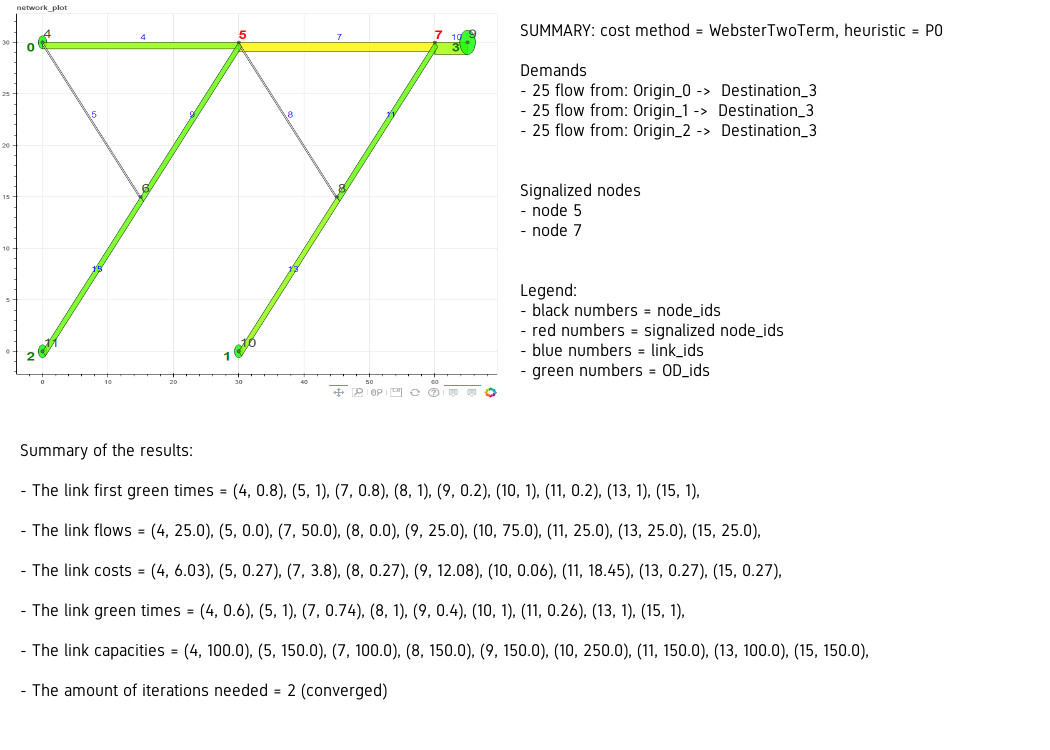 network_plot
4
5
7
9
0
4
7
10
3
30
25
5
9
8
11
20
6
8
15
10
15
13
5
11
10
0
2
1
0
10
20
30
40
50
60
SUMMARY: cost method = WebsterTwoTerm, heuristic = P0
Demands
- 25 flow from: Origin_0 -> Destination_3
- 25 flow from: Origin_1 -> Destination_3
- 25 flow from: Origin_2 -> Destination_3
Signalized nodes
- node 5
- node 7
Legend:
- black numbers = node_ids
- red numbers = signalized node_ids
- blue numbers = link_ids
- green numbers = OD_ids
Summary of the results:
- The link first green times = (4, 0.8), (5, 1), (7, 0.8), (8, 1), (9, 0.2), (10, 1), (11, 0.2), (13, 1), (15, 1),
- The link flows = (4, 25.0), (5, 0.0), (7, 50.0), (8, 0.0), (9, 25.0), (10, 75.0), (11, 25.0), (13, 25.0), (15, 25.0),
- The link costs = (4, 6.03), (5, 0.27), (7, 3.8), (8, 0.27), (9, 12.08), (10, 0.06), (11, 18.45), (13, 0.27), (15, 0.27),
- The link green times = (4, 0.6), (5, 1), (7, 0.74), (8, 1), (9, 0.4), (10, 1), (11, 0.26), (13, 1), (15, 1),
- The link capacities = (4, 100.0), (5, 150.0), (7, 100.0), (8, 150.0), (9, 150.0), (10, 250.0), (11, 150.0), (13, 100.0), (15, 150.0),
- The amount of iterations needed = 2 (converged)